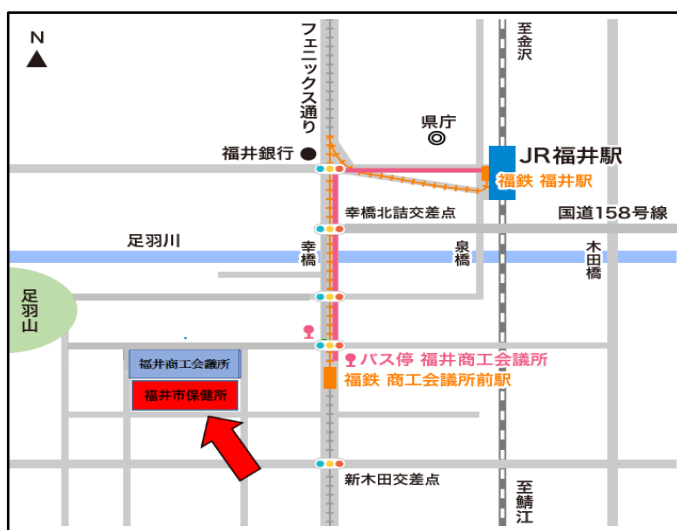 N
フェニックス通り
至金沢
県庁
福井銀行
JR福井駅
福鉄 福井駅
幸橋北詰交差点
国道158号線
足羽川
幸橋
泉橋
木田橋
足羽山
福井商工会議所
バス停 福井商工会議所
福井市保健所
福鉄 商工会議所前駅
新木田交差点
至鯖江